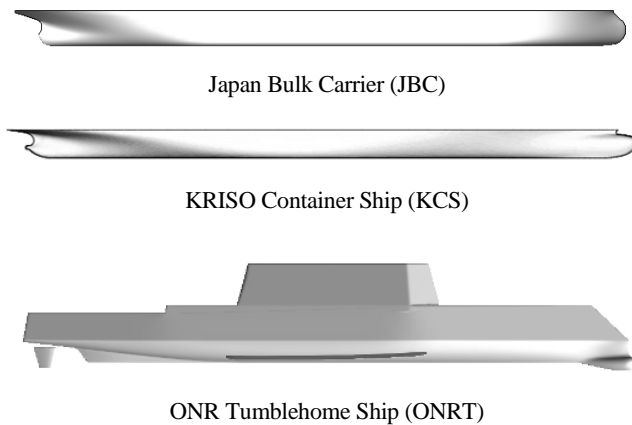 Japan Bulk Carrier (JBC)
KRISO Container Ship (KCS)
ONR Tumblehome Ship (ONRT)